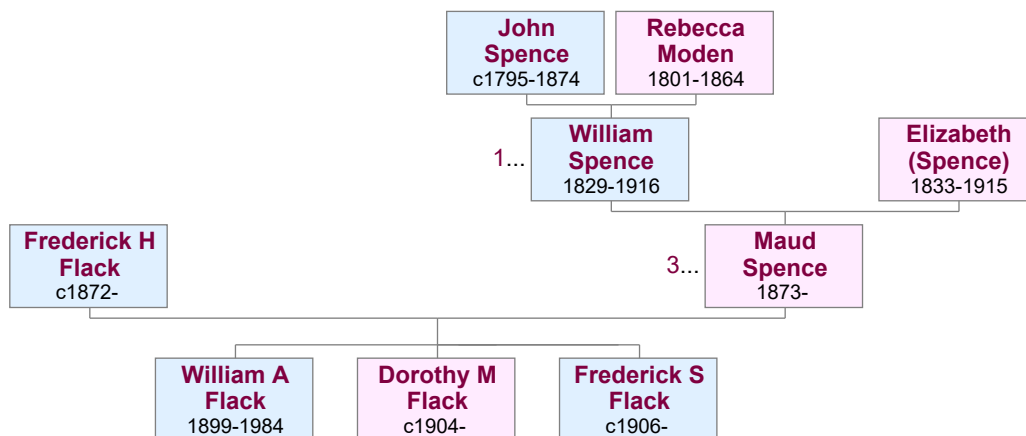 John
Spence
c1795-1874
Rebecca
Moden
1801-1864
1...
William
Spence
1829-1916
Elizabeth
(Spence)
1833-1915
Frederick H
Flack
c1872-
3...
Maud
Spence
1873-
William A
Flack
1899-1984
Dorothy M
Flack
c1904-
Frederick S
Flack
c1906-